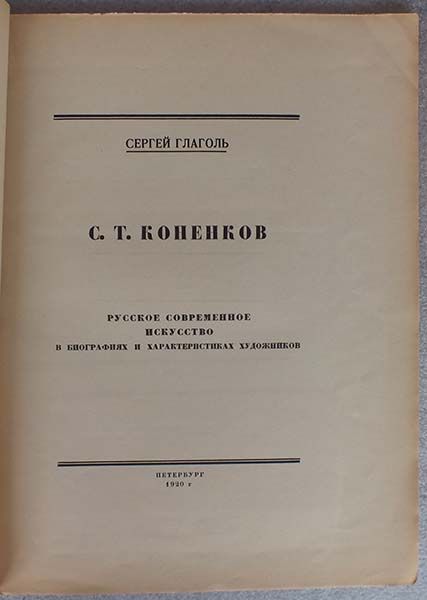 СЕРГЕЙ ГЛАГОЛЬ
С. Т. КОНЕНКОВ
РУССКОЕ СОВРЕМЕННОЕ
ИСКУССТВО
В БИОГРАФИЯХ И ХАРАКТЕРИСТИКАХ ХУДОЖНИКОВ
ПЕТЕРБУРГ
1920 г